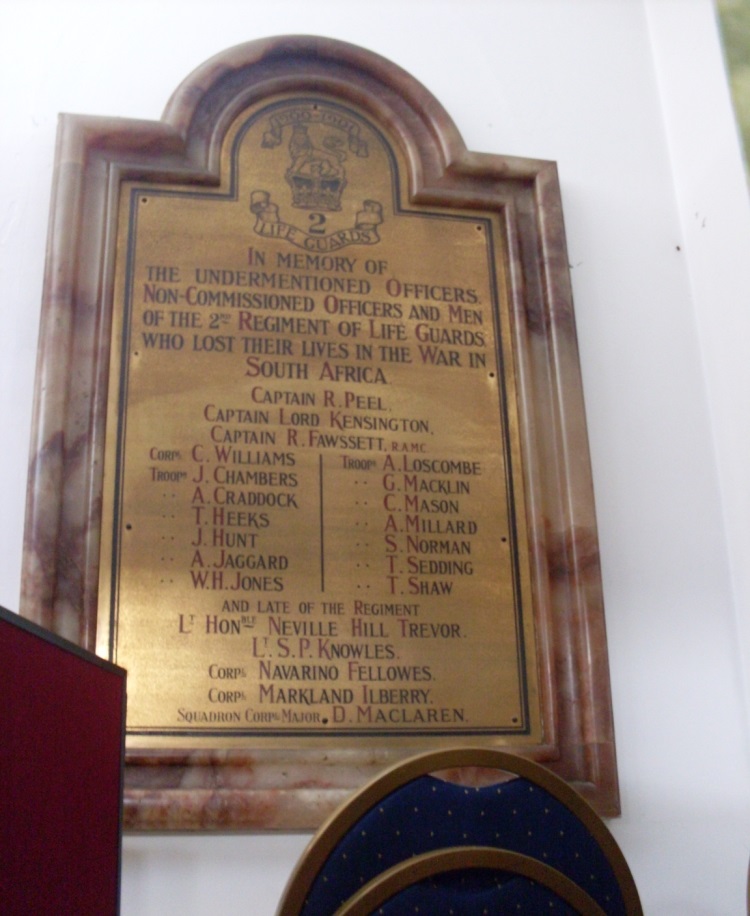 1900-1901
2
LIFE GUARDS
IN MEMORY OF
THE UNDERMENTIONED OFFICERS.
NON-COMMISSIONED OFFICERS AND MEN
OF THE 2ND REGIMENT OF LIFE GUARDS
WHO LOST THEIR LIVES IN THE WAR IN
SOUTH AFRICA
CAPTAIN R. PEEL.
CAPTAIN LORD KENSINGTON.
CAPTAIN R. FAWSSETT, R.A.M.C
CORPL C. WILLIAMS
TROOPR J. CHAMBERS
·· A. CRADDOCK
·· T. HEEKS
·· J. HUNT
·· A. JAGGARD
·· W.H. JONES
TROOPR A. LOSCOMBE
·· G. MACKLIN
·· C. MASON
·· A. MILLARD
·· S. NORMAN
·· T. SEDDING
·· T. SHAW
AND LATE OF THE REGIMENT
LT HONBLE NEVILLE HILL TREVOR.
LT. S. P. KNOWLES.
CORPL NAVARINO FELLOWES.
CORPL MARKLAND ILBERRY.
SQUADRON CORPL MAJOR, D. MACLAREN.